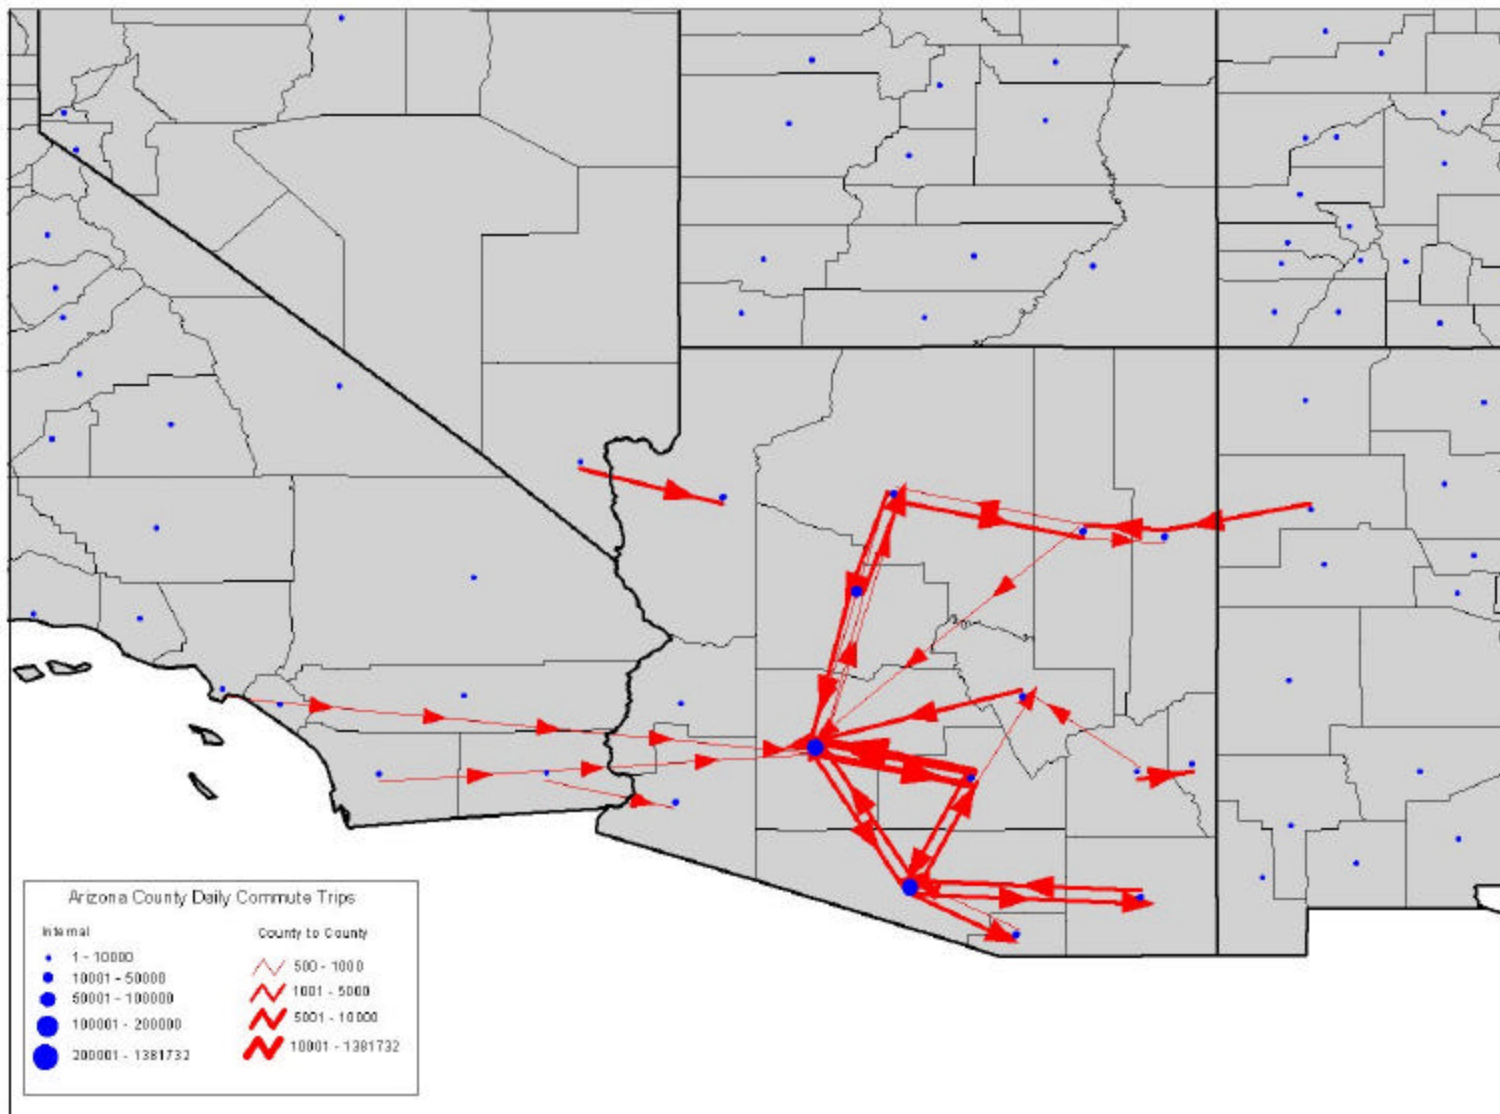 Arizona County Daily Commute Trips
Internal
1 - 10000
10001 - 50000
50001 - 100000
100001 - 200000
200001 - 1381732
County to County
500 - 1000
1001 - 5000
5001 - 10000
10001 - 1381732